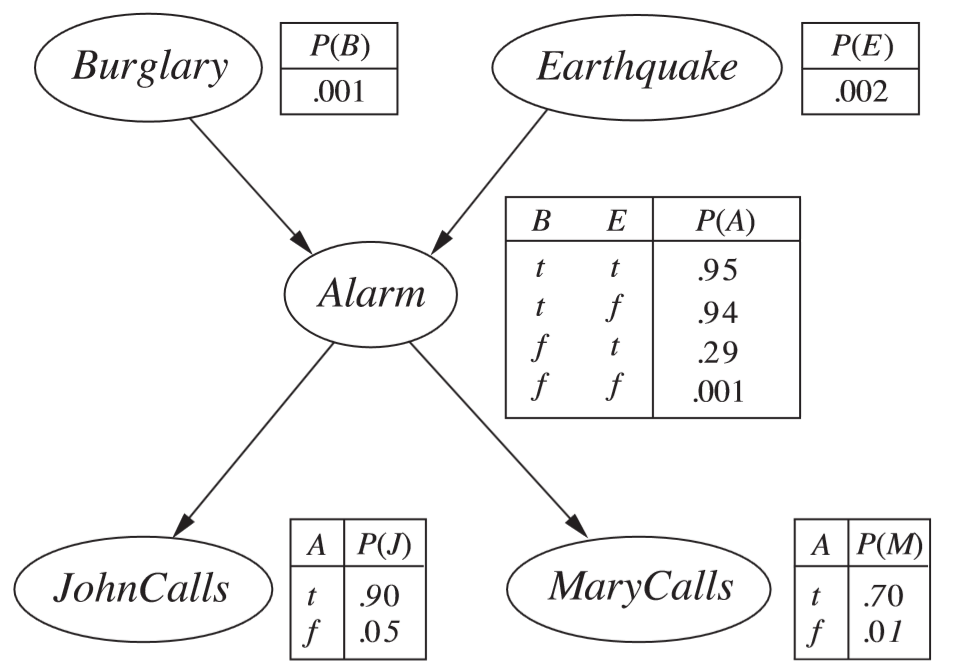 Burglary
P(B)
.001
Earthquake
P(E)
.002
B E P(A)
t t .95
t f .94
f t .29
f f .001
Alarm
JohnCalls
A P(J)
t .90
f .05
MaryCalls
A P(M)
t .70
f .01